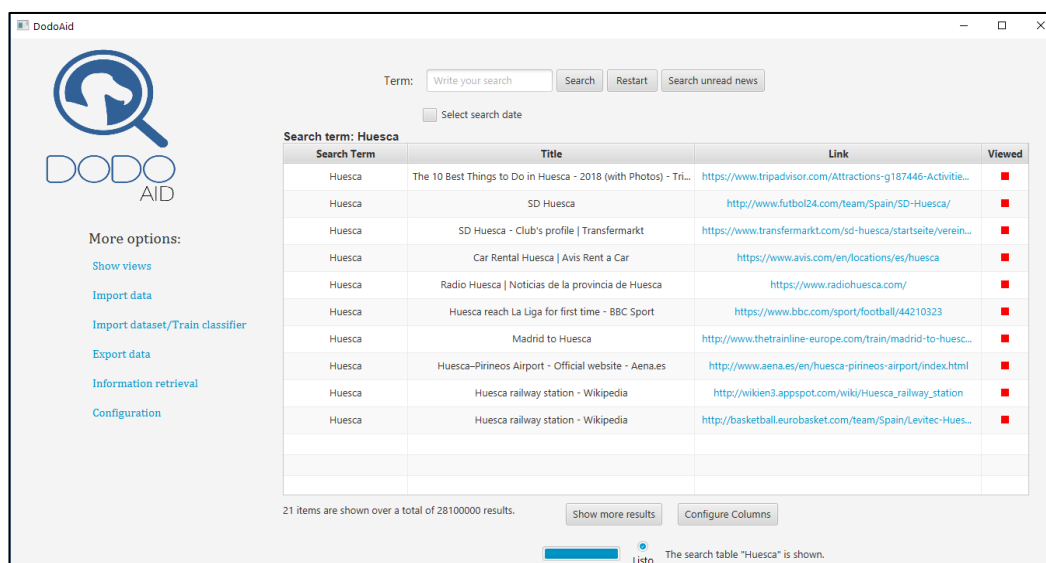 DodoAid
Term: Write your search Search Restart Search unread news
Select search date
DODO
AID
Search term: Huesca
Search Term Title Link Viewed
Huesca The 10 Best Things to Do in Huesca - 2018 (with Photos) - Tri... https://www.tripadvisor.com/Attractions-g187446-Activitie...
Huesca SD Huesca http://www.futbol24.com/team/Spain/SD-Huesca/
Huesca SD Huesca - Club's profile | Transfermarkt https://www.transfermarkt.com/sd-huesca/startseite/verein...
Huesca Car Rental Huesca | Avis Rent a Car https://www.avis.com/en/locations/es/huesca
Huesca Radio Huesca | Noticias de la provincia de Huesca https://www.radiohuesca.com/
Huesca Huesca reach La Liga for first time - BBC Sport https://www.bbc.com/sport/football/44210323
Huesca Madrid to Huesca http://www.thetrainline-europe.com/train/madrid-to-huesc...
Huesca Huesca–Pirineos Airport - Official website - Aena.es http://www.aena.es/en/huesca-pirineos-airport/index.html
Huesca Huesca railway station - Wikipedia http://wikien3.appspot.com/wiki/Huesca_railway_station
Huesca Huesca railway station - Wikipedia http://basketball.eurobasket.com/team/Spain/Levitec-Hues...
More options:
Show views
Import data
Import dataset/Train classifier
Export data
Information retrieval
Configuration
21 items are shown over a total of 28100000 results. Show more results Configure Columns
Listo The search table "Huesca" is shown.